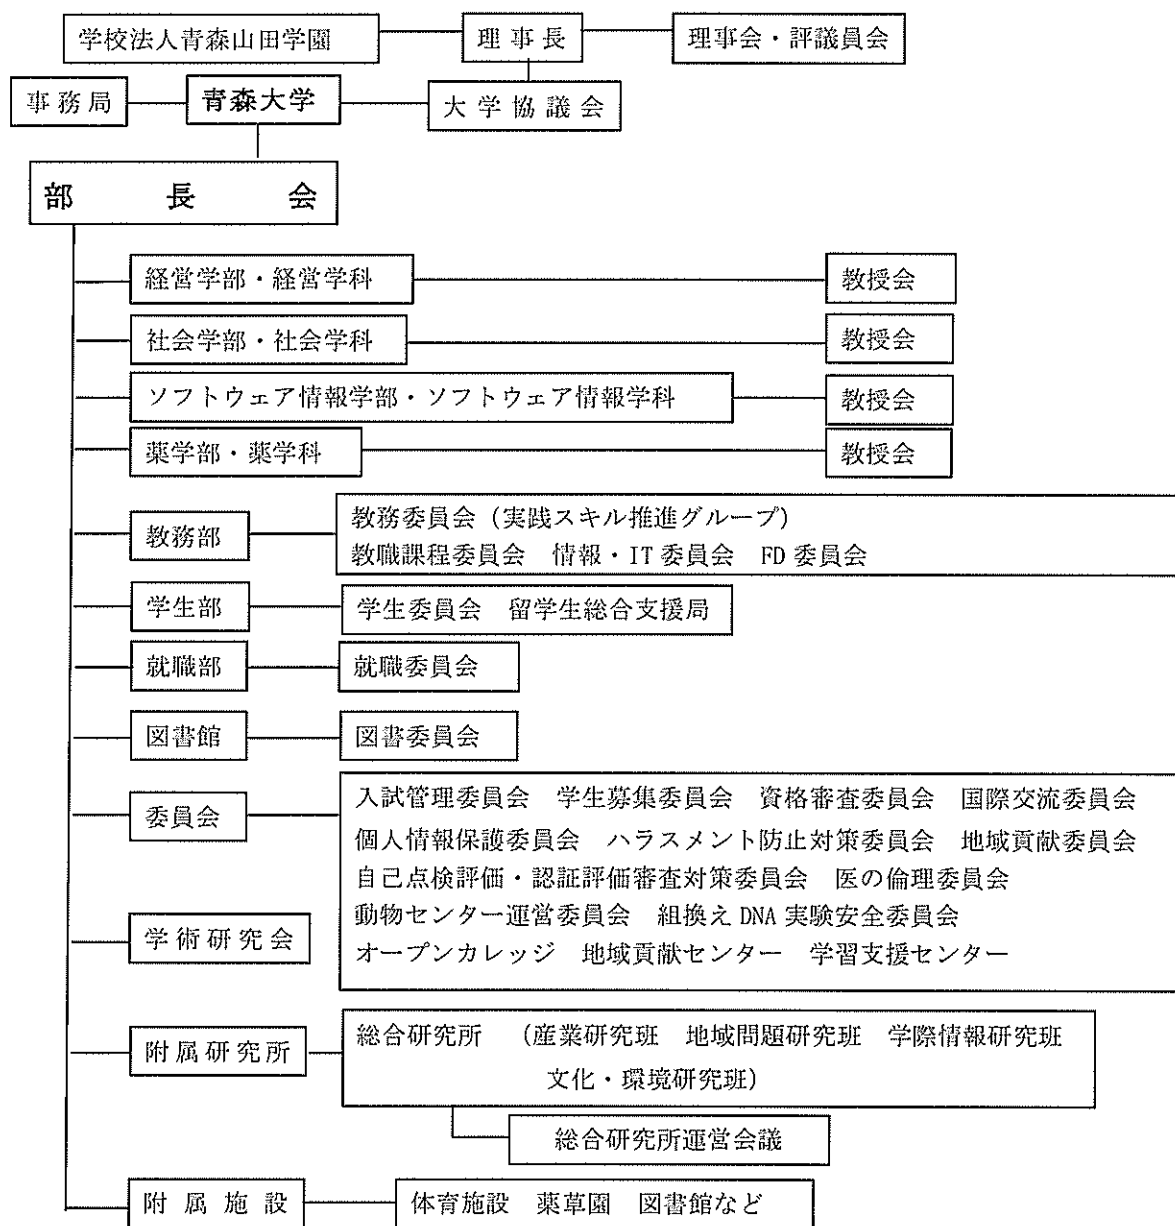 学校法人青森山田学園 理事長 理事会・評議員会
事務局 青森大学 大学協議会
部長会
経営学部・経営学科 教授会
社会学部・社会学科 教授会
ソフトウェア情報学部・ソフトウェア情報学科 教授会
薬学部・薬学科 教授会
教務部 教務委員会（実践スキル推進グループ）
教職課程委員会 情報・IT 委員会 FD 委員会
学生部 学生委員会 留学生総合支援局
就職部 就職委員会
図書館 図書委員会
委員会 入試管理委員会 学生募集委員会 資格審査委員会 国際交流委員会
個人情報保護委員会 ハラスメント防止対策委員会 地域貢献委員会
自己点検評価・認証評価審査対策委員会 医の倫理委員会
動物センター運営委員会 組換え DNA 実験安全委員会
学術研究会 オープンカレッジ 地域貢献センター 学習支援センター
附属研究所 総合研究所 （産業研究班 地域問題研究班 学際情報研究班
文化・環境研究班）
総合研究所運営会議
附属施設 体育施設 薬草園 図書館など